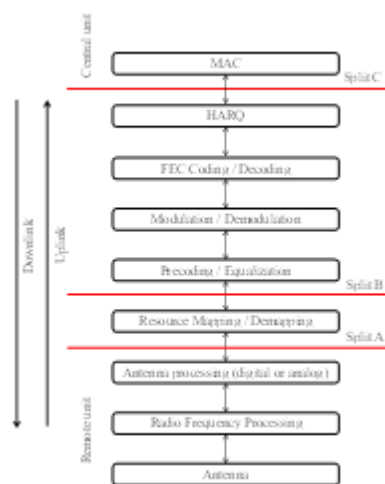 Central unit
MAC
Split C
HARQ
FEC Coding / Decoding
Modulation / Demodulation
Downlink
Uplink
Precoding / Equalization
Split B
Resource Mapping / Demapping
Split A
Antenna processing (digital or analog)
Remote unit
Radio Frequency Processing
Antenna